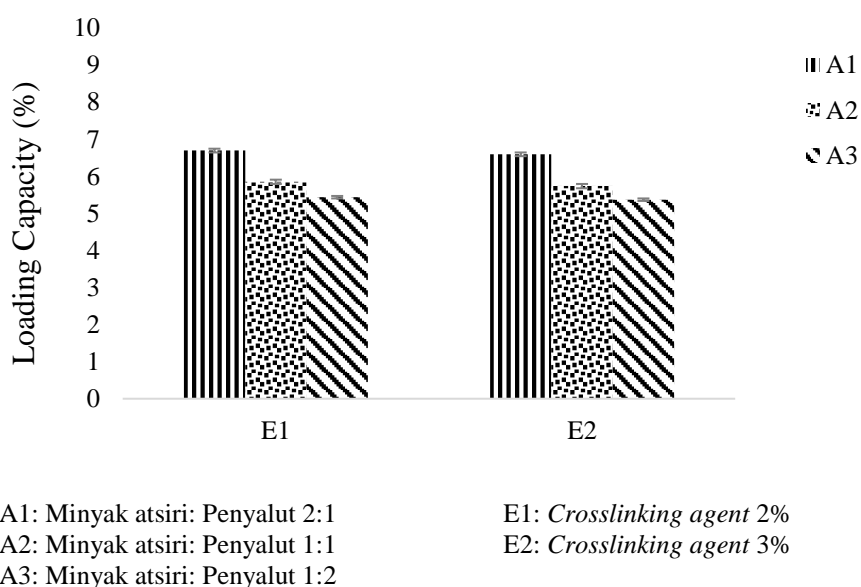 10
9
8
7
6
5
4
3
2
1
0
Loading Capacity (%)
E1
E2
A1
A2
A3
A1: Minyak atsiri: Penyalut 2:1
A2: Minyak atsiri: Penyalut 1:1
A3: Minyak atsiri: Penyalut 1:2
E1: Crosslinking agent 2%
E2: Crosslinking agent 3%